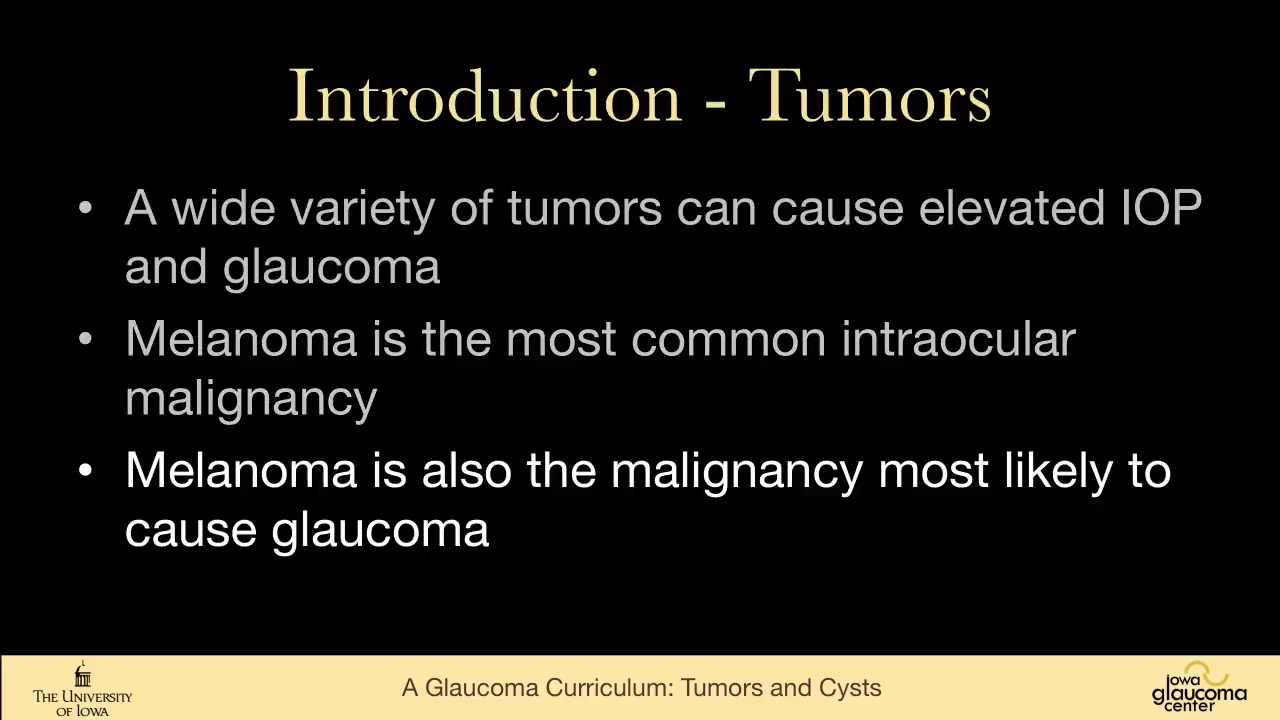 Introduction - Tumors
• A wide variety of tumors can cause elevated IOP
and glaucoma
• Melanoma is the most common intraocular
malignancy
• Melanoma is also the malignancy most likely to
cause glaucoma
THE UNIVERSITY
OF IOWA
A Glaucoma Curriculum: Tumors and Cysts
iowa
glaucoma
center